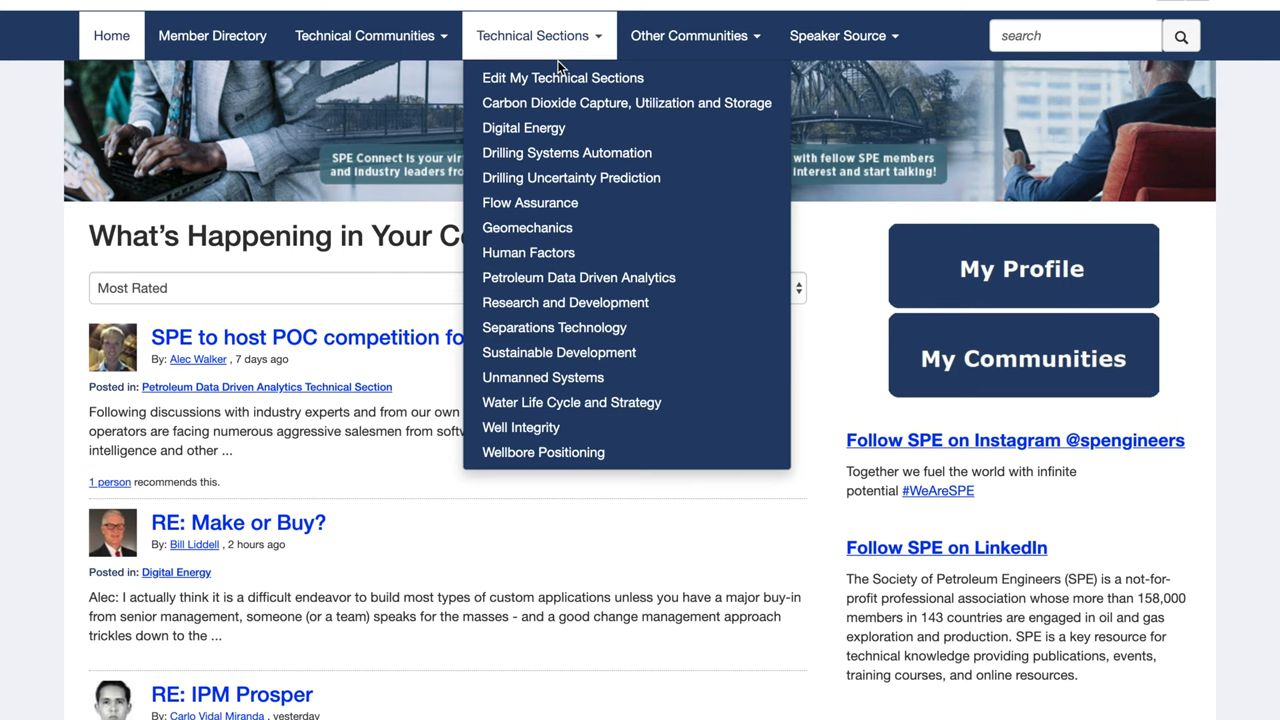 Home
Member Directory
Technical Communities
Technical Sections
Other Communities
Speaker Source
search
Edit My Technical Sections
Carbon Dioxide Capture, Utilization and Storage
Digital Energy
Drilling Systems Automation
Drilling Uncertainty Prediction
Flow Assurance
Geomechanics
Human Factors
Petroleum Data Driven Analytics
Research and Development
Separations Technology
Sustainable Development
Unmanned Systems
Water Life Cycle and Strategy
Well Integrity
Wellbore Positioning
SPE Connect is your vir
and industry leaders fro
with fellow SPE members
interest and start talking!
What's Happening in Your Co
Most Rated
SPE to host POC competition fo
By: Alec Walker , 7 days ago
Posted in: Petroleum Data Driven Analytics Technical Section
Following discussions with industry experts and from our own
operators are facing numerous aggressive salesmen from softw
intelligence and other ...
1 person recommends this.
RE: Make or Buy?
By: Bill Liddell , 2 hours ago
Posted in: Digital Energy
Alec: I actually think it is a difficult endeavor to build most types of custom applications unless you have a major buy-in
from senior management, someone (or a team) speaks for the masses - and a good change management approach
trickles down to the ...
RE: IPM Prosper
By: Carlo Vidal Miranda , yesterday
My Profile
My Communities
Follow SPE on Instagram @spengineers
Together we fuel the world with infinite
potential #WeAreSPE
Follow SPE on LinkedIn
The Society of Petroleum Engineers (SPE) is a not-for-
profit professional association whose more than 158,000
members in 143 countries are engaged in oil and gas
exploration and production. SPE is a key resource for
technical knowledge providing publications, events,
training courses, and online resources.